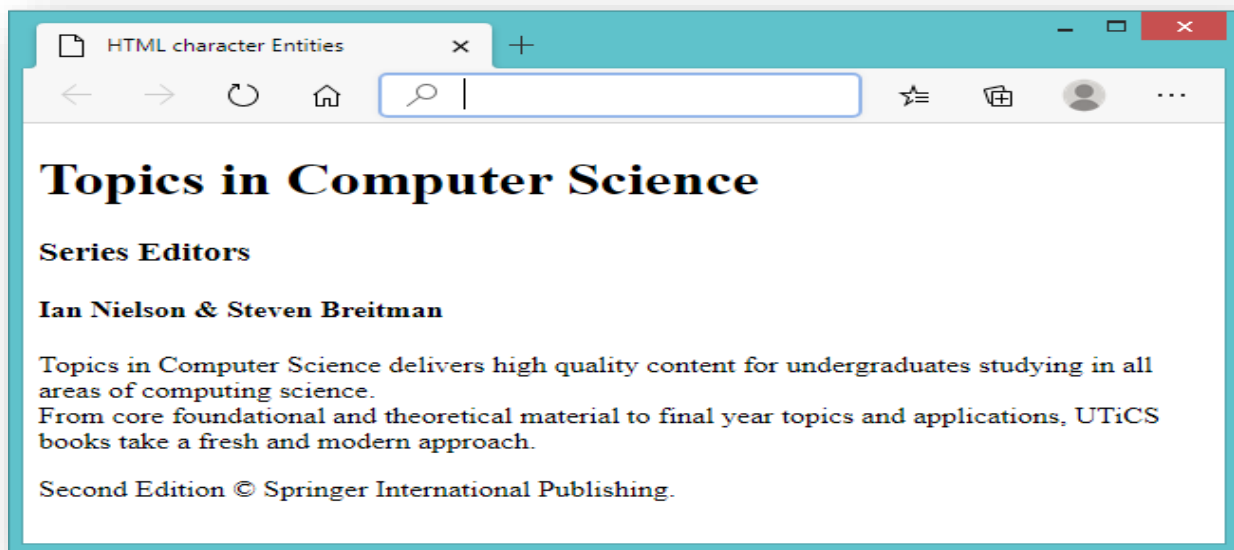 HTML character Entities
Topics in Computer Science
Series Editors
Ian Nielson & Steven Breitman
Topics in Computer Science delivers high quality content for undergraduates studying in all
areas of computing science.
From core foundational and theoretical material to final year topics and applications, UTiCS
books take a fresh and modern approach.
Second Edition © Springer International Publishing.